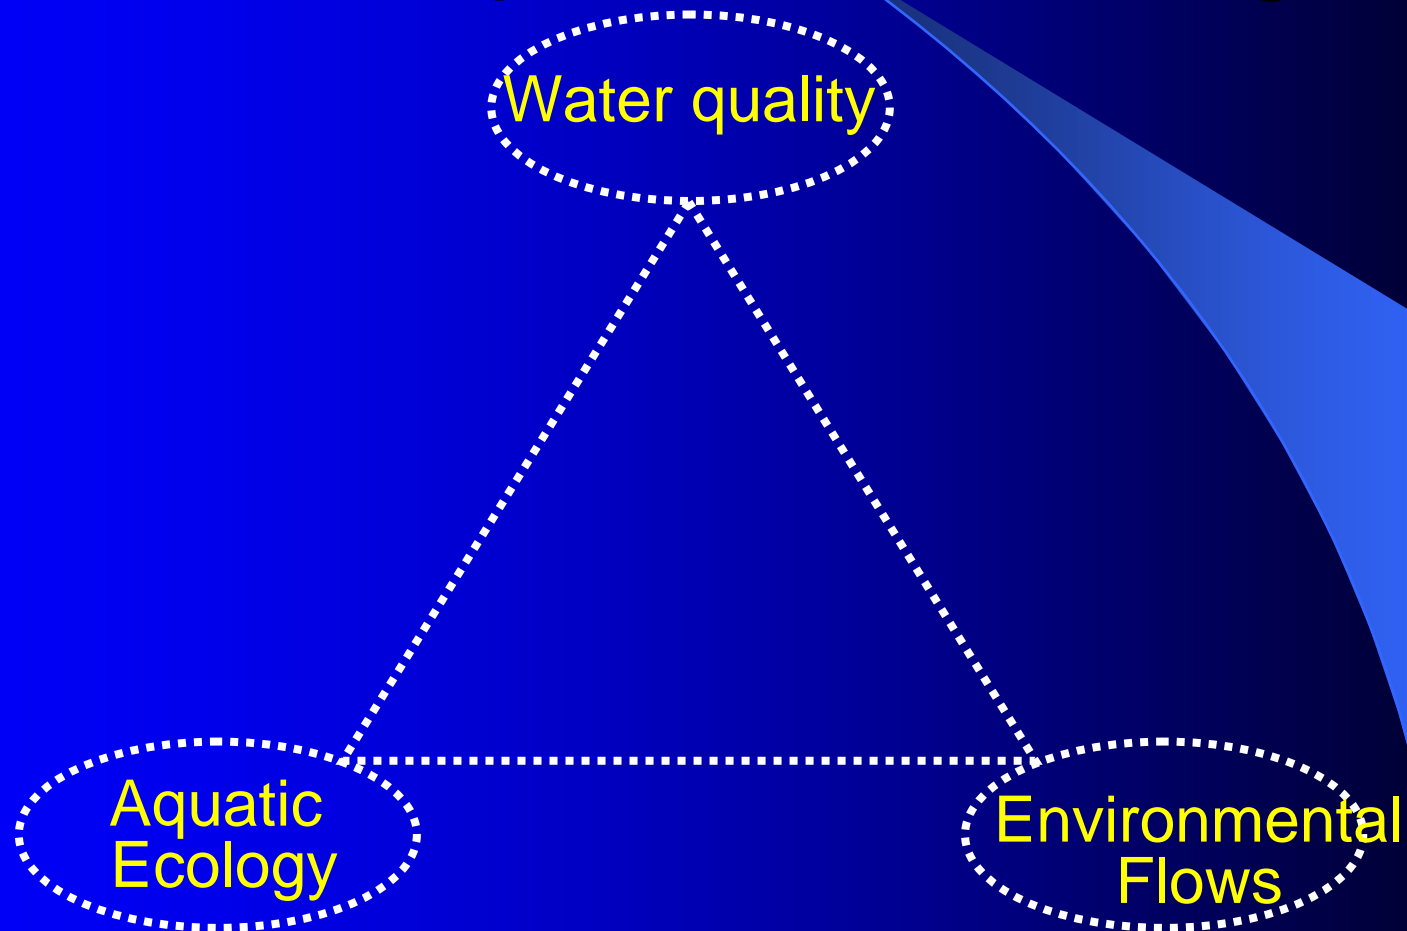 Water quality
Aquatic
Ecology
Environmental
Flows